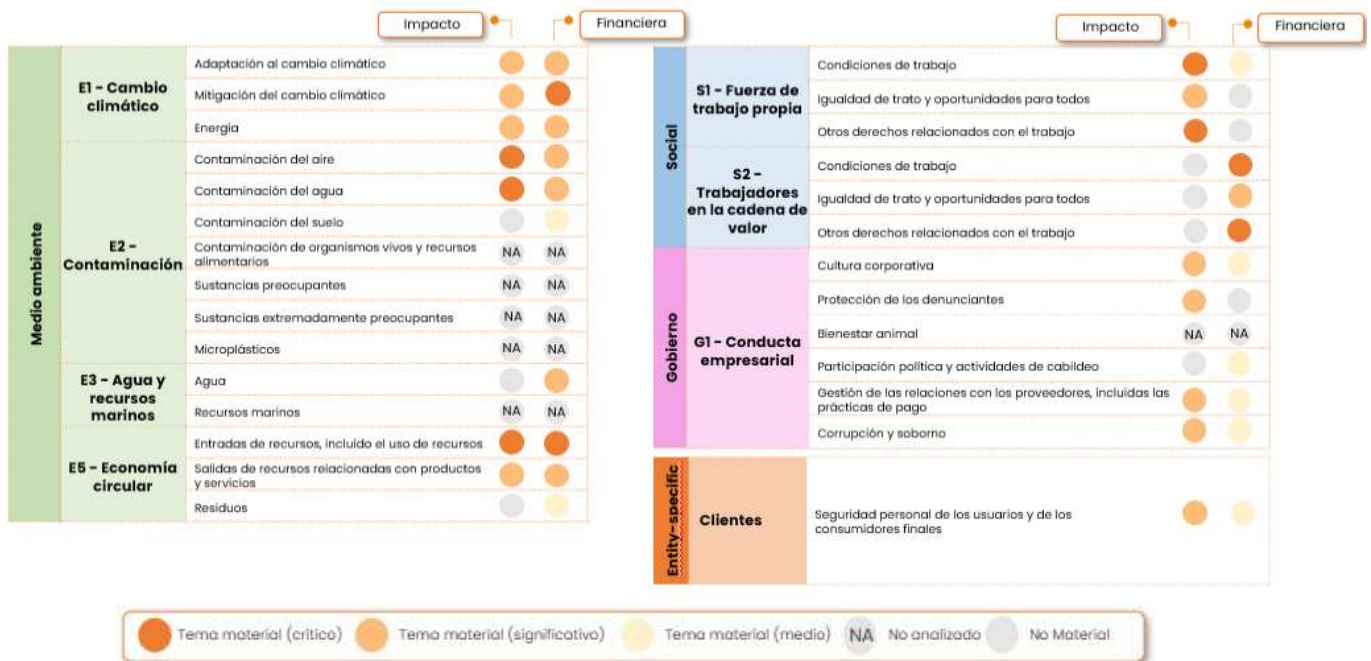 Impacto
Financiera
Medio ambiente
E1 - Cambio
climático
Adaptación al cambio climático
Mitigación del cambio climático
Energía
E2 -
Contaminación
Contaminación del aire
Contaminación del agua
Contaminación del suelo
Contaminación de organismos vivos y recursos
alimentarios
NA NA
Sustancias preocupantes
NA NA
Sustancias extremadamente preocupantes
NA NA
Microplásticos
NA NA
E3 - Agua y
recursos
marinos
Agua
Recursos marinos
NA NA
E5 - Economía
circular
Entradas de recursos, incluido el uso de recursos
Salidas de recursos relacionadas con productos
y servicios
Residuos
Impacto
Financiera
Social
S1 - Fuerza de
trabajo propia
Condiciones de trabajo
Igualdad de trato y oportunidades para todos
Otros derechos relacionados con el trabajo
S2 -
Trabajadores
en la cadena de
valor
Condiciones de trabajo
Igualdad de trato y oportunidades para todos
Otros derechos relacionados con el trabajo
Gobierno
G1 - Conducta
empresarial
Cultura corporativa
Protección de los denunciantes
Bienestar animal
NA NA
Participación política y actividades de cabildeo
Gestión de las relaciones con los proveedores, incluidas las
prácticas de pago
Corrupción y soborno
Entity-specific
Clientes
Seguridad personal de los usuarios y de los
consumidores finales
Tema material (crítico) Tema material (significativo) Tema material (medio) NA No analizado No Material